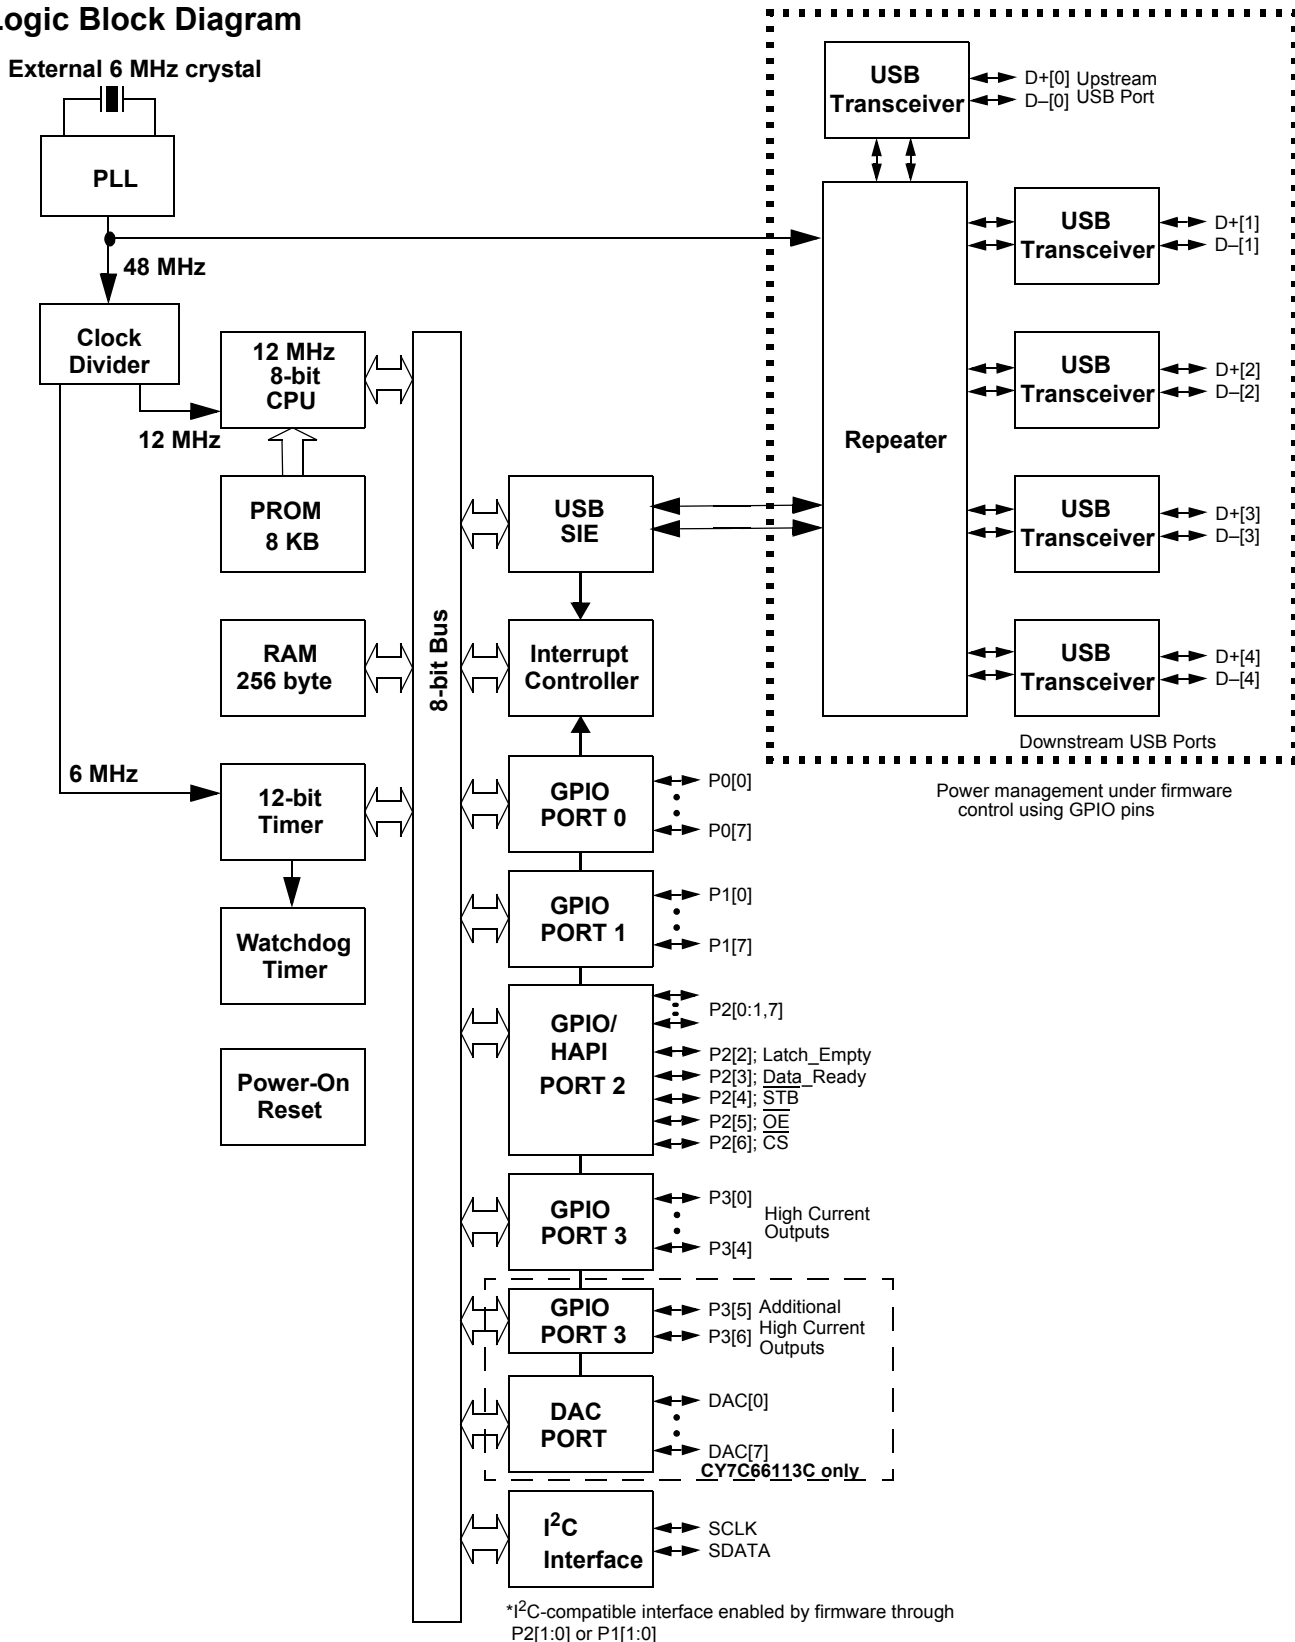 Logic Block Diagram
External 6 MHz crystal
PLL
48 MHz
Clock
Divider
12 MHz
12 MHz
8-bit
CPU
PROM
8 KB
RAM
256 byte
6 MHz
12-bit
Timer
Watchdog
Timer
Power-On
Reset
8-bit Bus
USB
SIE
Interrupt
Controller
GPIO
PORT 0
P0[0]
P0[7]
GPIO
PORT 1
P1[0]
P1[7]
GPIO/
HAPI
PORT 2
P2[0:1,7]
P2[2]; Latch_Empty
P2[3]; Data_Ready
P2[4]; STB
P2[5]; OE
P2[6]; CS
GPIO
PORT 3
P3[0]
P3[4]
High Current
Outputs
GPIO
PORT 3
P3[5]
P3[6]
Additional
High Current
Outputs
DAC
PORT
DAC[0]
DAC[7]
CY7C66113C only
I2C
Interface
SCLK
SDATA
*I2C-compatible interface enabled by firmware through
P2[1:0] or P1[1:0]
USB
Transceiver
D+[0] Upstream
D–[0] USB Port
Repeater
USB
Transceiver
D+[1]
D–[1]
USB
Transceiver
D+[2]
D–[2]
USB
Transceiver
D+[3]
D–[3]
USB
Transceiver
D+[4]
D–[4]
Downstream USB Ports
Power management under firmware
control using GPIO pins